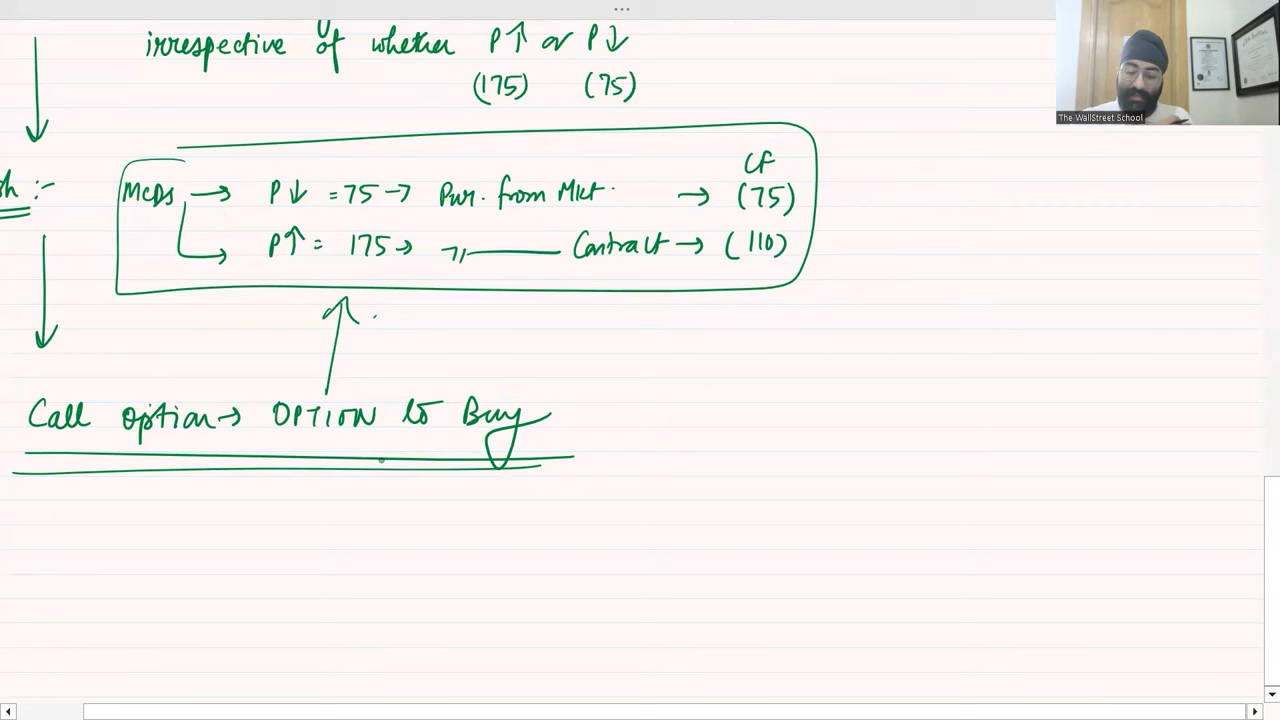 irrespective of whether P↑ or P↓
(175) (75)
CF
sh :-
McDs → P↓ = 75 → Pur. from Mkt. → (75)
P↑ = 175 → —〃— Contract → (110)
Call option → OPTION to Buy
The WallStreet School